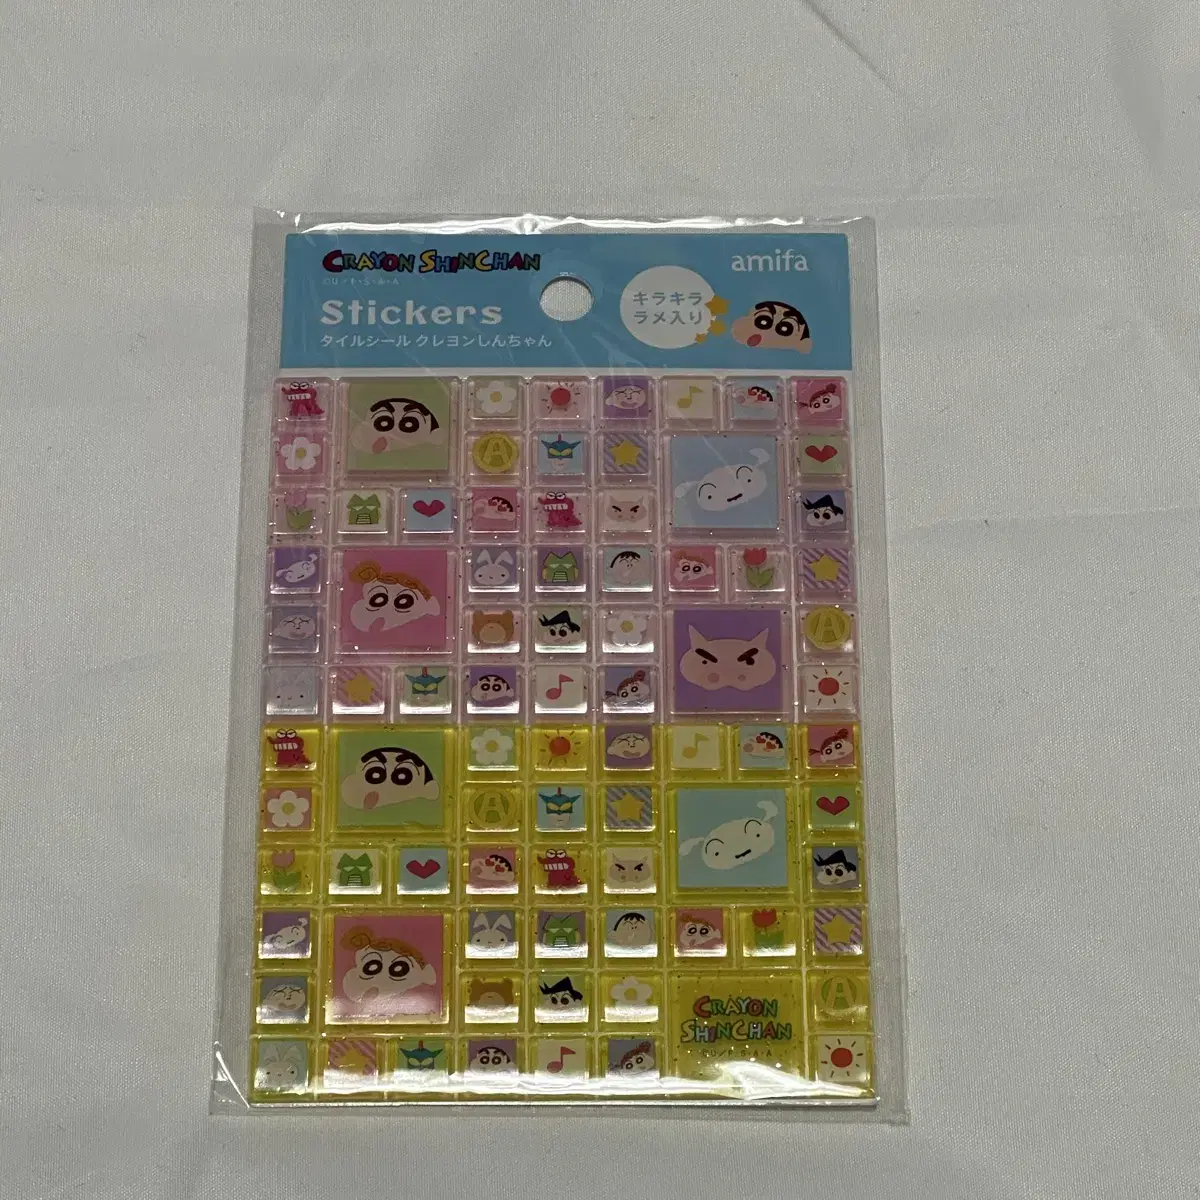 CRAYON SHINCHAN
©U／F・S・A・A
Stickers
タイルシール クレヨンしんちゃん
キラキラ
ラメ入り
amifa
A
A
A
A
CRAYON
SHINCHAN
©U／F・S・A・A